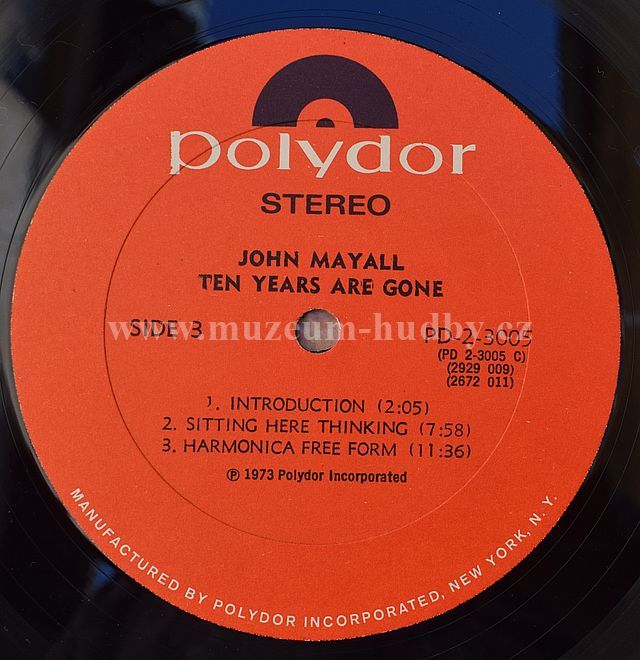 polydor
STEREO
JOHN MAYALL
TEN YEARS ARE GONE
SIDE 3
www.muzeum-hudby.cz
PD-2-3005
(PD 2-3005 C)
(2929 009)
(2672 011)
1. INTRODUCTION (2:05)
2. SITTING HERE THINKING (7:58)
3. HARMONICA FREE FORM (11:36)
℗ 1973 Polydor Incorporated
MANUFACTURED BY POLYDOR INCORPORATED, NEW YORK, N. Y.